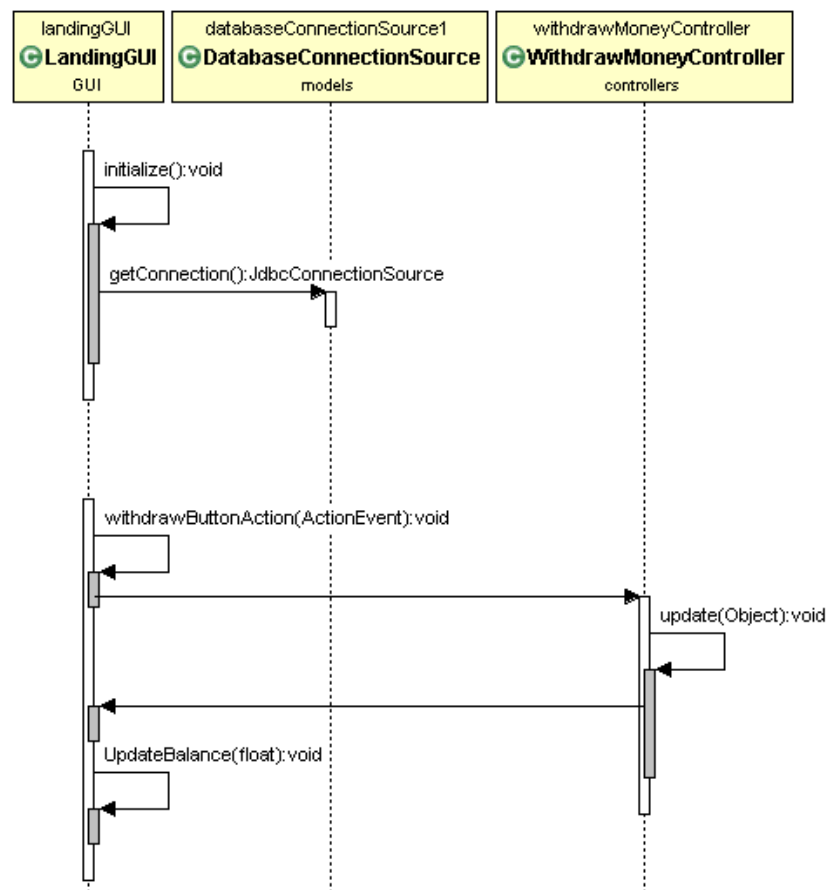 landingGUI
LandingGUI
GUI
databaseConnectionSource1
DatabaseConnectionSource
models
withdrawMoneyController
WithdrawMoneyController
controllers
initialize():void
getConnection():JdbcConnectionSource
withdrawButtonAction(ActionEvent):void
update(Object):void
UpdateBalance(float):void